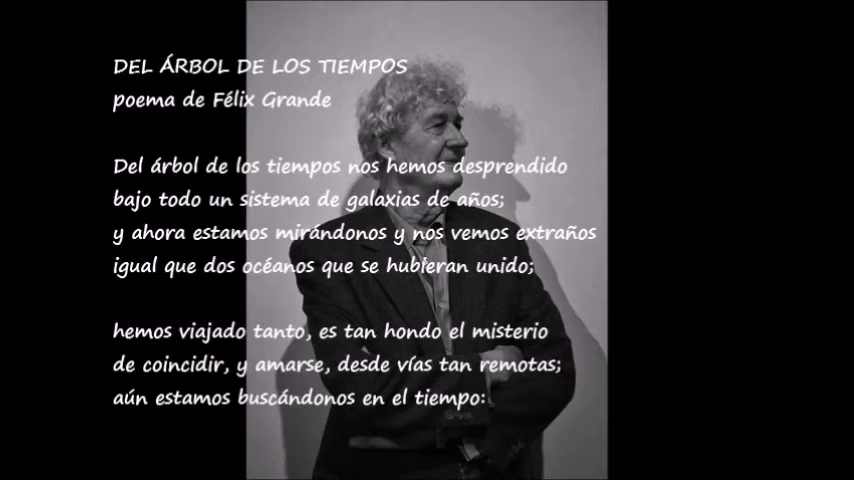 DEL ÁRBOL DE LOS TIEMPOS
poema de Félix Grande
Del árbol de los tiempos nos hemos desprendido
bajo todo un sistema de galaxias de años;
y ahora estamos mirándonos y nos vemos extraños
igual que dos océanos que se hubieran unido;
hemos viajado tanto, es tan hondo el misterio
de coincidir, y amarse, desde vías tan remotas;
aún estamos buscándonos en el tiempo: